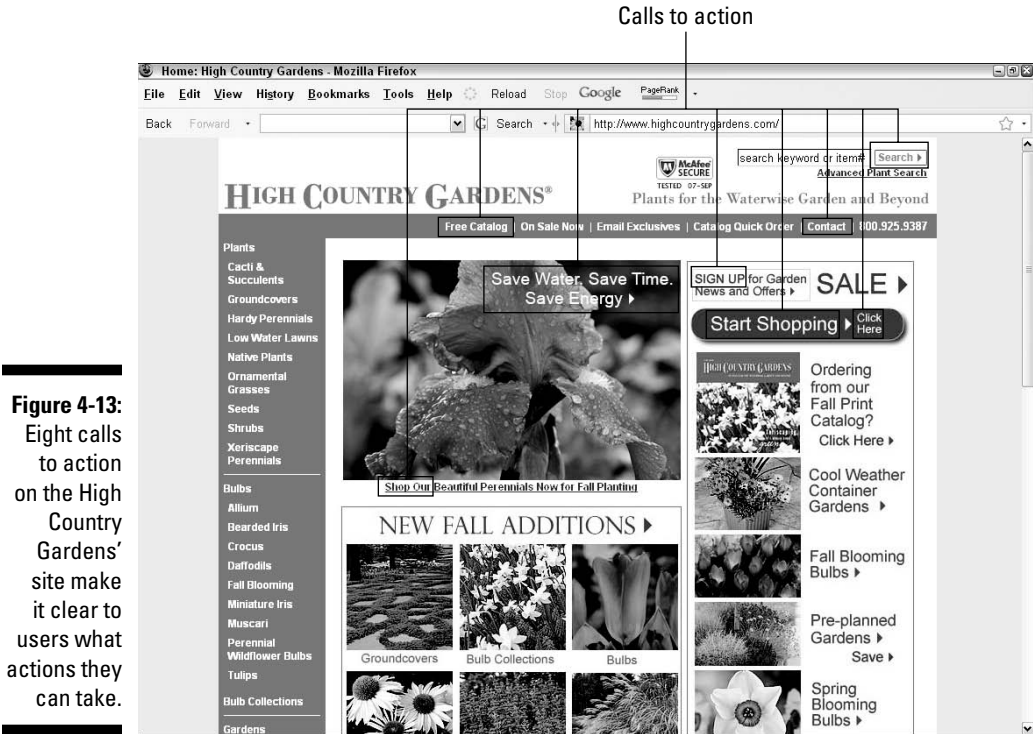 Calls to action
Home: High Country Gardens - Mozilla Firefox
File Edit View History Bookmarks Tools Help Reload Stop Google PageRank
Back Forward G Search http://www.highcountrygardens.com/
McAfee SECURE
TESTED 07-SEP
search keyword or item#
Search
Advanced Plant Search
HIGH COUNTRY GARDENS®
Plants for the Waterwise Garden and Beyond
Free Catalog | On Sale Now | Email Exclusives | Catalog Quick Order | Contact | 800.925.9387
Plants
Cacti &
Succulents
Groundcovers
Hardy Perennials
Low Water Lawns
Native Plants
Ornamental
Grasses
Seeds
Shrubs
Xeriscape
Perennials
Bulbs
Allium
Bearded Iris
Crocus
Daffodils
Fall Blooming
Miniature Iris
Muscari
Perennial
Wildflower Bulbs
Tulips
Bulb Collections
Gardens
Save Water. Save Time.
Save Energy
Shop Our Beautiful Perennials Now for Fall Planting
NEW FALL ADDITIONS
Groundcovers
Bulb Collections
Bulbs
SIGN UP for Garden
News and Offers
SALE
Start Shopping
Click
Here
HIGH COUNTRY GARDENS
Ordering
from our
Fall Print
Catalog?
Click Here
Cool Weather
Container
Gardens
Fall Blooming
Bulbs
Pre-planned
Gardens
Save
Spring
Blooming
Bulbs
Figure 4-13:
Eight calls
to action
on the High
Country
Gardens'
site make
it clear to
users what
actions they
can take.